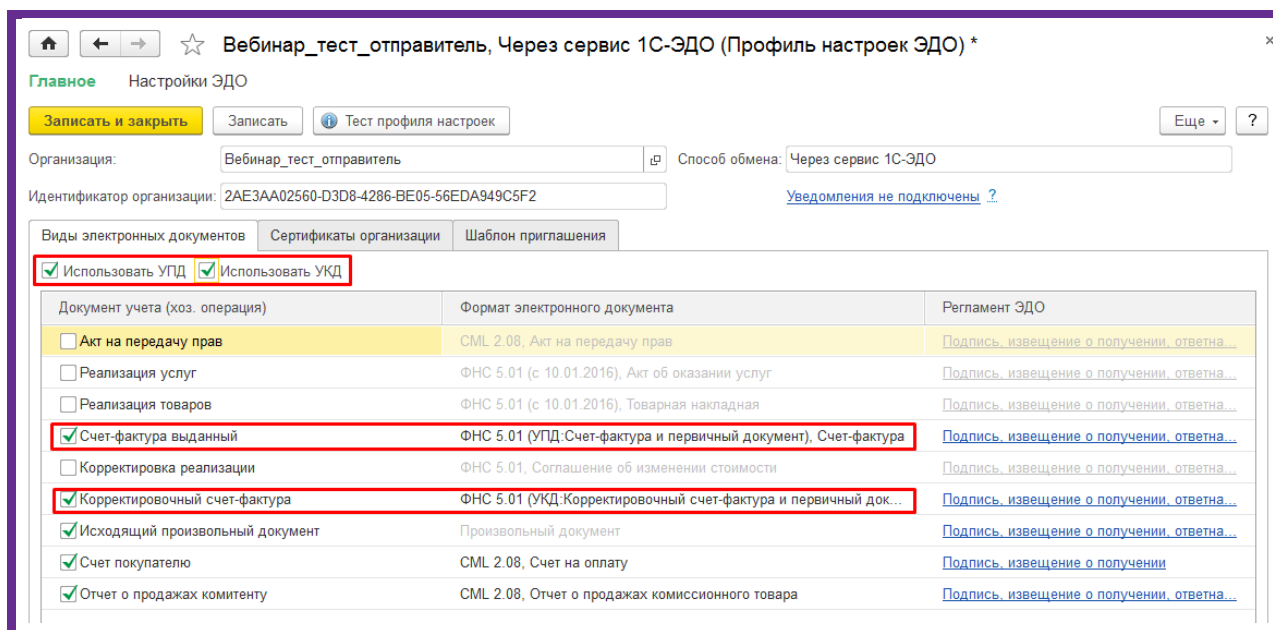 Вебинар_тест_отправитель, Через сервис 1С-ЭДО (Профиль настроек ЭДО) *
Главное Настройки ЭДО
Записать и закрыть Записать Тест профиля настроек Еще ?
Организация: Вебинар_тест_отправитель Способ обмена: Через сервис 1С-ЭДО
Идентификатор организации: 2AE3AA02560-D3D8-4286-BE05-56EDA949C5F2 Уведомления не подключены ?
Виды электронных документов Сертификаты организации Шаблон приглашения
Использовать УПД Использовать УКД
Документ учета (хоз. операция) Формат электронного документа Регламент ЭДО
Акт на передачу прав CML 2.08, Акт на передачу прав Подпись, извещение о получении, ответна...
Реализация услуг ФНС 5.01 (с 10.01.2016), Акт об оказании услуг Подпись, извещение о получении, ответна...
Реализация товаров ФНС 5.01 (с 10.01.2016), Товарная накладная Подпись, извещение о получении, ответна...
Счет-фактура выданный ФНС 5.01 (УПД:Счет-фактура и первичный документ), Счет-фактура Подпись, извещение о получении, ответна...
Корректировка реализации ФНС 5.01, Соглашение об изменении стоимости Подпись, извещение о получении, ответна...
Корректировочный счет-фактура ФНС 5.01 (УКД:Корректировочный счет-фактура и первичный док... Подпись, извещение о получении, ответна...
Исходящий произвольный документ Произвольный документ Подпись, извещение о получении, ответна...
Счет покупателю CML 2.08, Счет на оплату Подпись, извещение о получении
Отчет о продажах комитенту CML 2.08, Отчет о продажах комиссионного товара Подпись, извещение о получении, ответна...